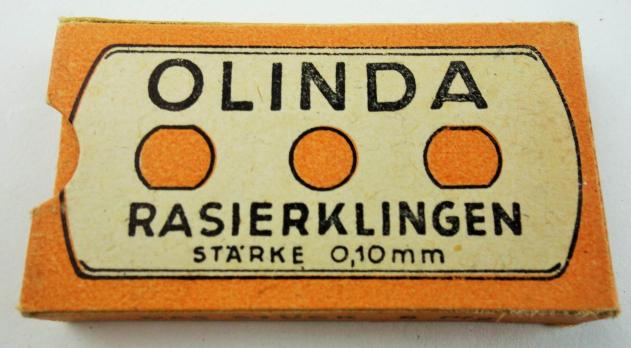 OLINDA
RASIERKLINGEN
STÄRKE 0,10mm